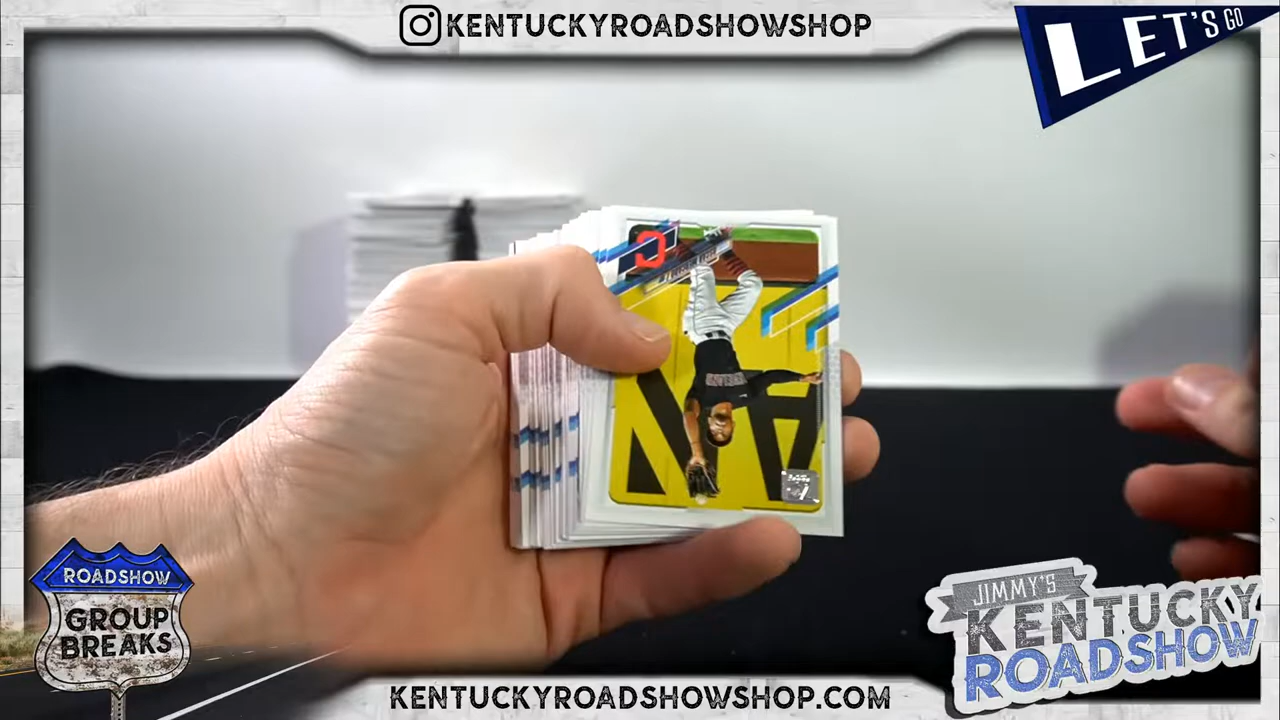 KENTUCKYROADSHOWSHOP
LET'S GO
C
ROADSHOW
GROUP
BREAKS
JIMMY'S
KENTUCKY
ROADSHOW
KENTUCKYROADSHOWSHOP.COM